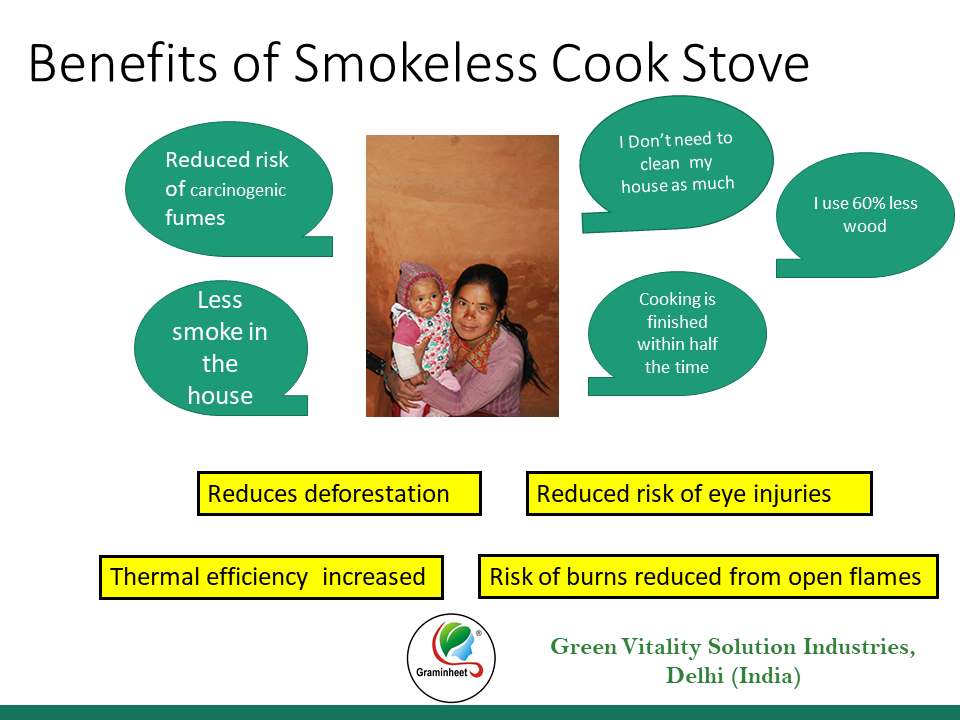 Benefits of Smokeless Cook Stove
Reduced risk
of carcinogenic
fumes
I Don't need to
clean my
house as much
I use 60% less
wood
Less
smoke in
the
house
Cooking is
finished
within half
the time
Reduces deforestation
Reduced risk of eye injuries
Thermal efficiency increased
Risk of burns reduced from open flames
®
Graminheet
Green Vitality Solution Industries,
Delhi (India)